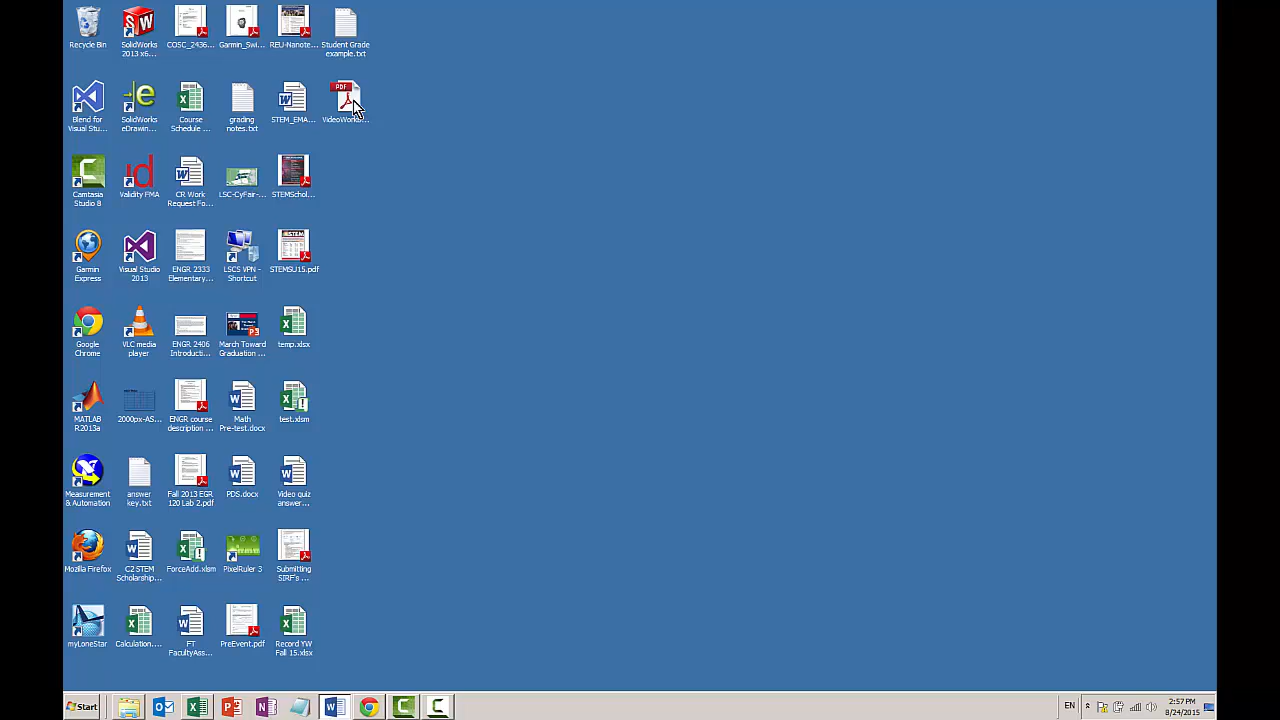 Recycle Bin
SolidWorks
2013 x6...
COSC_2436...
Garmin_Swi...
REU-Nanote...
Student Grade
example.txt
Blend for
Visual Stu...
SolidWorks
eDrawin...
Course
Schedule ...
grading
notes.txt
STEM_EMA...
PDF
VideoWorks...
Camtasia
Studio 8
Validity FMA
CR Work
Request Fo...
LSC-CyFair-...
STEMSchol...
Garmin
Express
Visual Studio
2013
ENGR 2333
Elementary...
LSCS VPN -
Shortcut
STEMSU15.pdf
Google
Chrome
VLC media
player
ENGR 2406
Introducti...
March Toward
Graduation ...
temp.xlsx
MATLAB
R2013a
2000px-AS...
ENGR course
description ...
Math
Pre-test.docx
test.xlsm
Measurement
& Automation
answer
key.txt
Fall 2013 EGR
120 Lab 2.pdf
PDS.docx
Video quiz
answer...
Mozilla Firefox
C2 STEM
Scholarship...
ForceAdd.xlsm
PixelRuler 3
Submitting
SIRF's ...
myLoneStar
Calculation....
FT
FacultyAss...
PreEvent.pdf
Record YW
Fall 15.xlsx
Start
EN
2:57 PM
8/24/2015